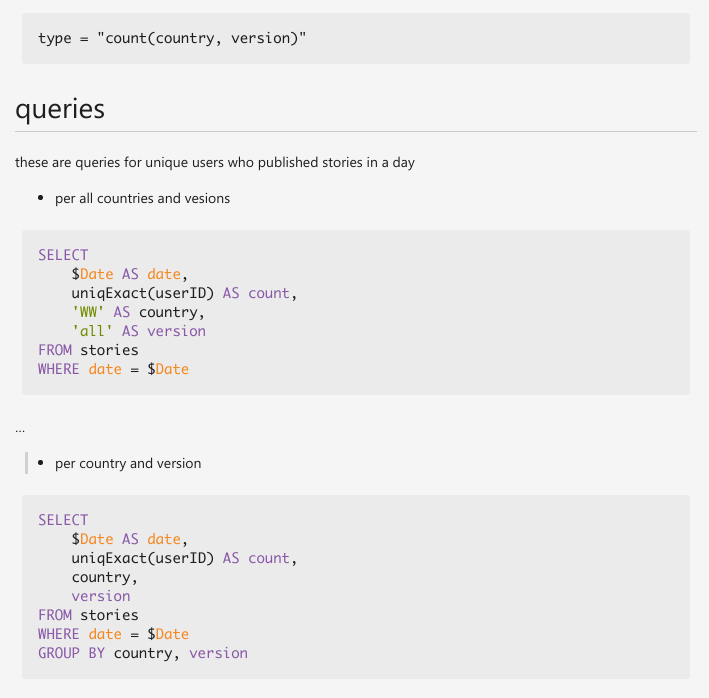 type = "count(country, version)"
queries
these are queries for unique users who published stories in a day
• per all countries and vesions
SELECT
    $Date AS date,
    uniqExact(userID) AS count,
    'WW' AS country,
    'all' AS version
FROM stories
WHERE date = $Date
...
• per country and version
SELECT
    $Date AS date,
    uniqExact(userID) AS count,
    country,
    version
FROM stories
WHERE date = $Date
GROUP BY country, version